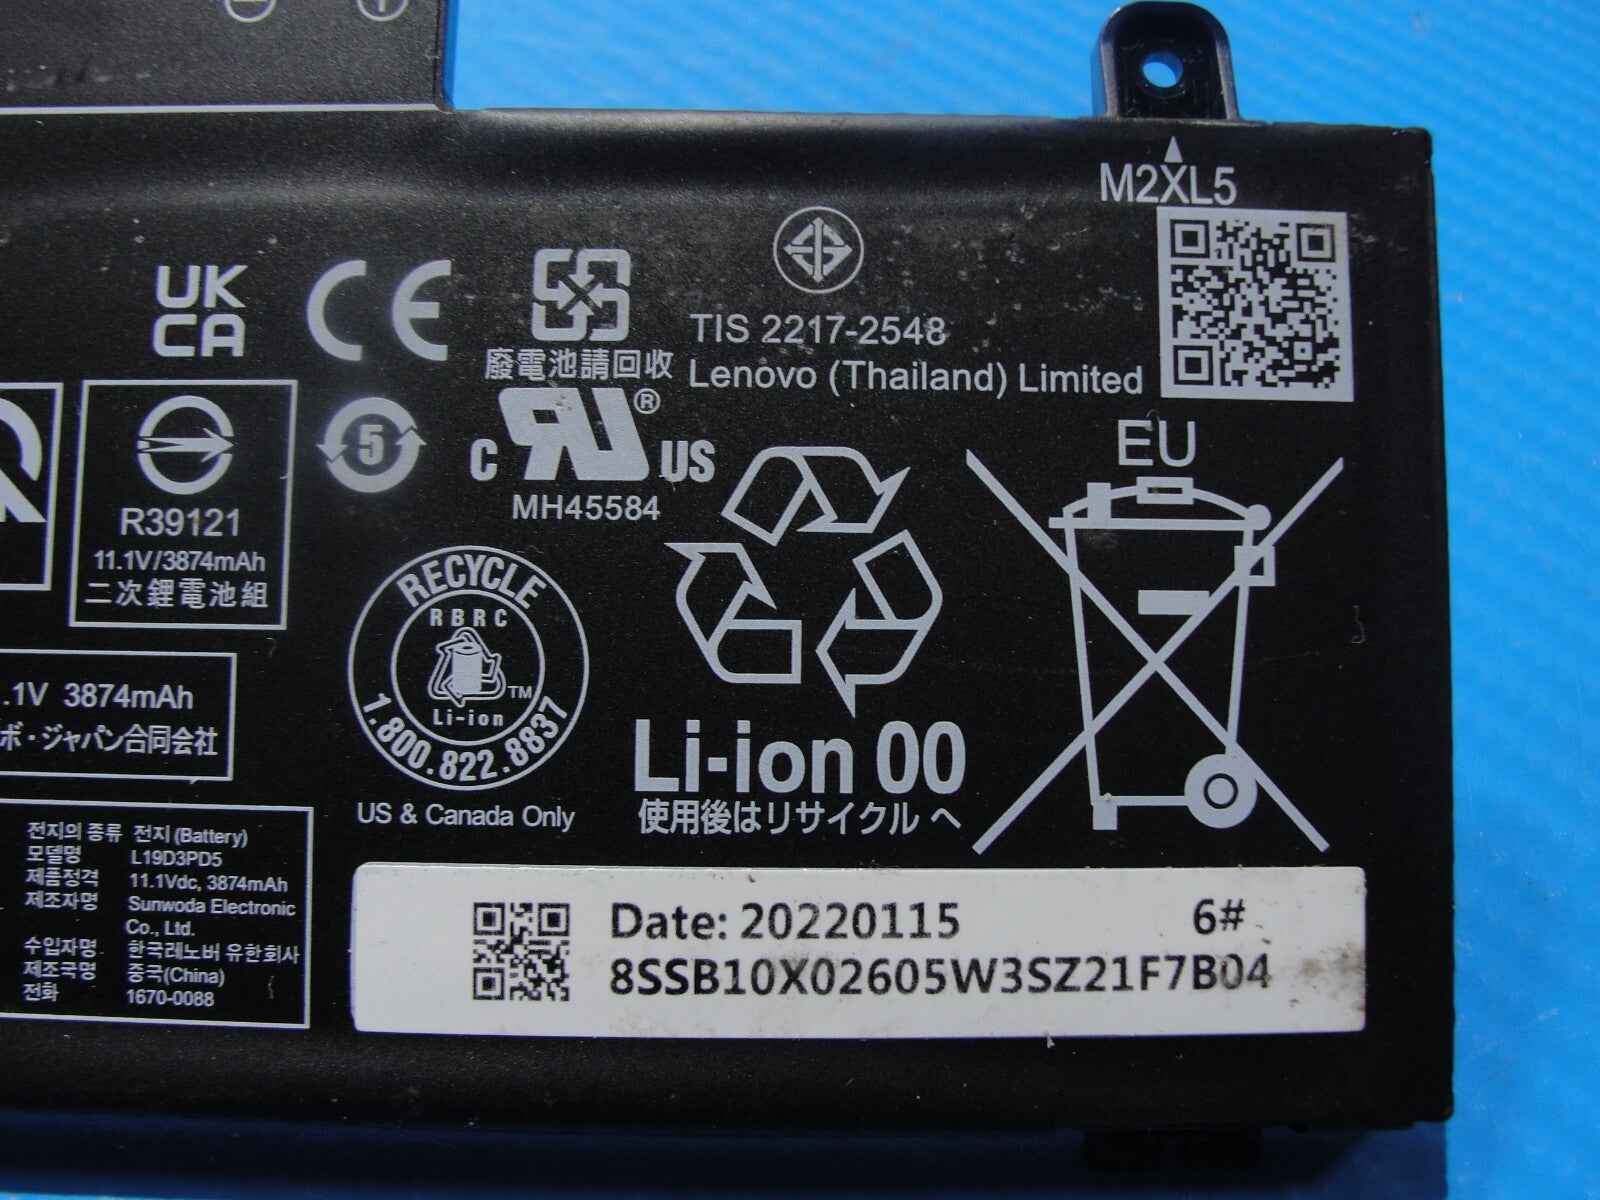 M2XL5
UK
CA
CE
廢電池請回收
TIS 2217-2548
Lenovo (Thailand) Limited
R39121
11.1V/3874mAh
二次鋰電池組
5
C RU® US
MH45584
EU
RECYCLE
RBRC
Li-ion
TM
1.800.822.8837
US & Canada Only
Li-ion 00
使用後はリサイクルへ
.1V 3874mAh
ボ・ジャパン合同会社
전지의 종류 전지 (Battery)
모델명 L19D3PD5
제품정격 11.1Vdc, 3874mAh
제조자명 Sunwoda Electronic
Co., Ltd.
수입자명 한국레노버 유한회사
제조국명 중국(China)
전화 1670-0088
Date: 20220115 6#
8SSB10X02605W3SZ21F7B04